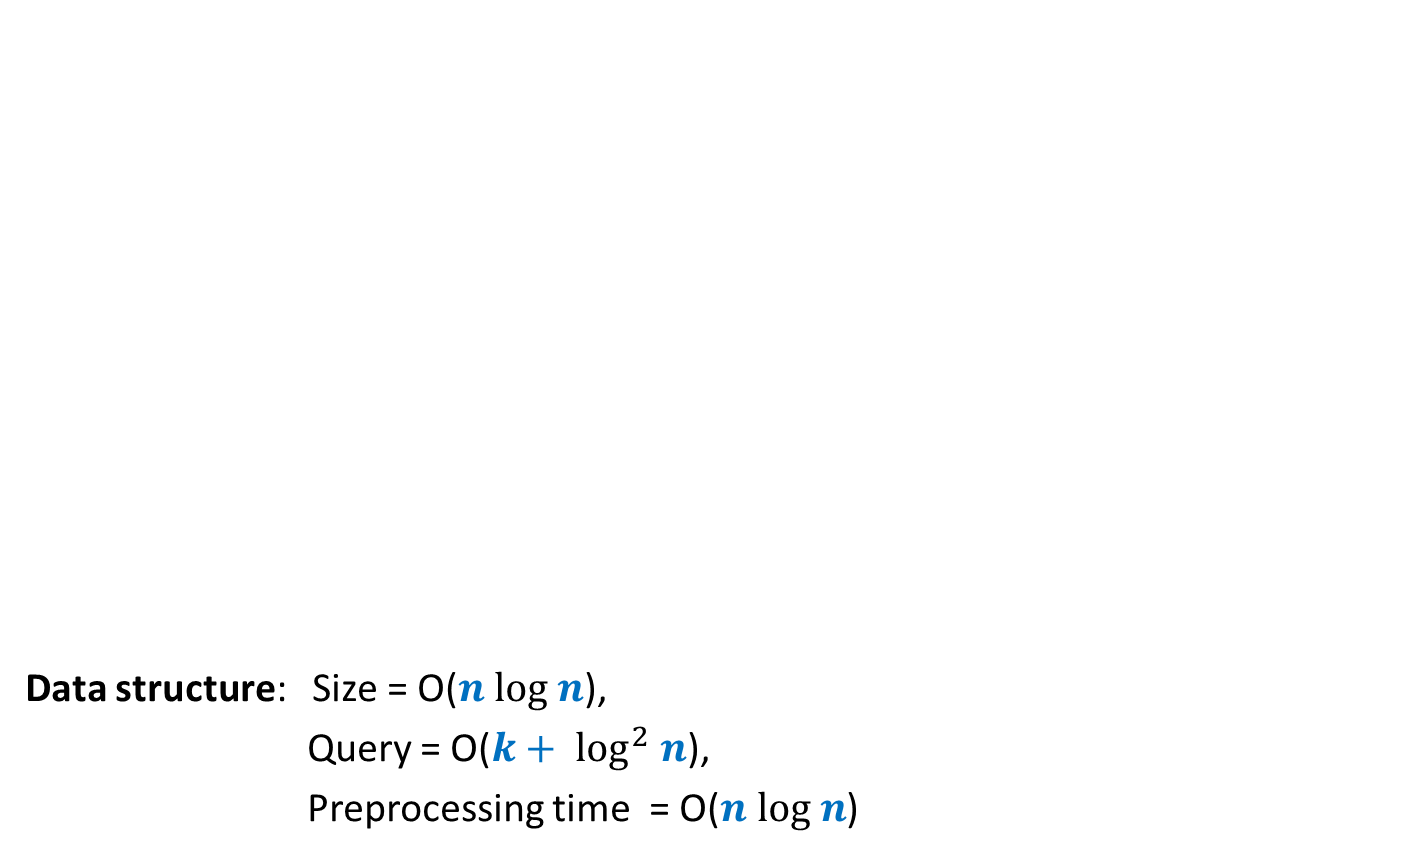 Data structure: Size = O(n log n),
Query = O(k + log² n),
Preprocessing time = O(n log n)